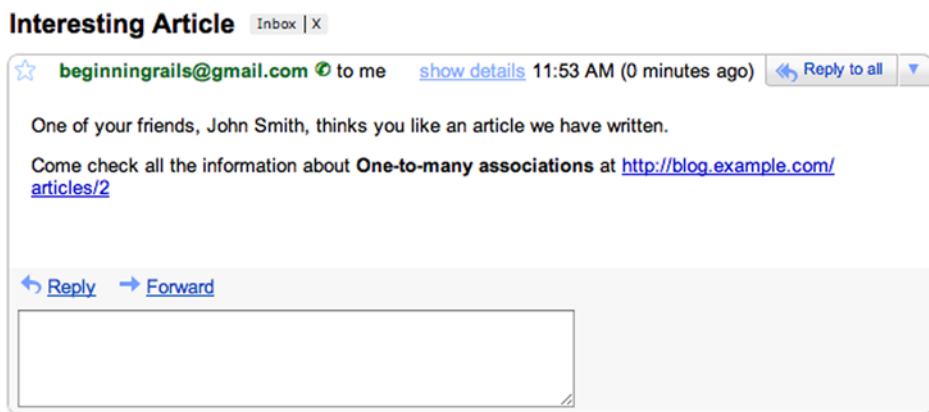 Interesting Article Inbox | X
beginningrails@gmail.com to me show details 11:53 AM (0 minutes ago) Reply to all
One of your friends, John Smith, thinks you like an article we have written.
Come check all the information about One-to-many associations at http://blog.example.com/
articles/2
Reply Forward